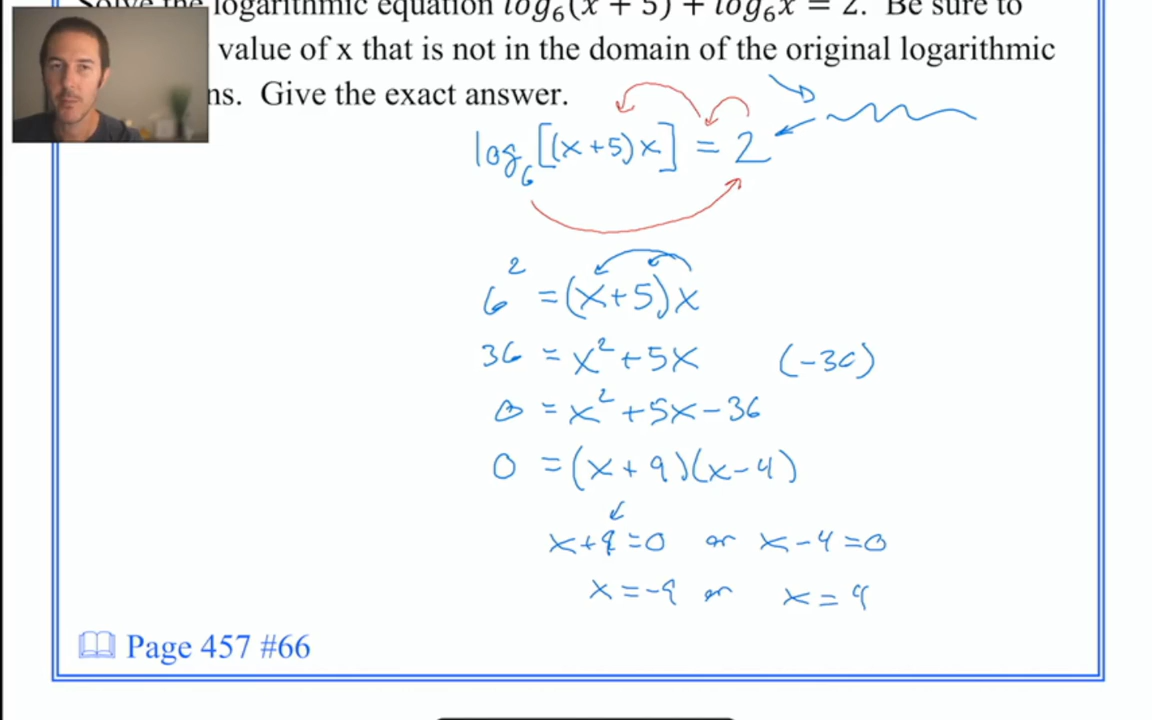 Solve the logarithmic equation log₆(x + 5) + log₆x = 2. Be sure to
value of x that is not in the domain of the original logarithmic
ns. Give the exact answer.
log₆[(x+5)x] = 2
6² = (x+5)x
36 = x² + 5x (-36)
0 = x² + 5x - 36
0 = (x + 9)(x - 4)
x+9=0 or x-4=0
x=-9 or x=4
Page 457 #66